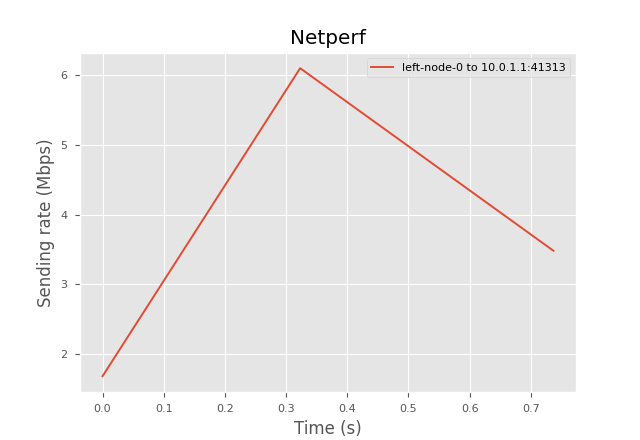 Netperf
left-node-0 to 10.0.1.1:41313
Sending rate (Mbps)
6
5
4
3
2
0.0 0.1 0.2 0.3 0.4 0.5 0.6 0.7
Time (s)